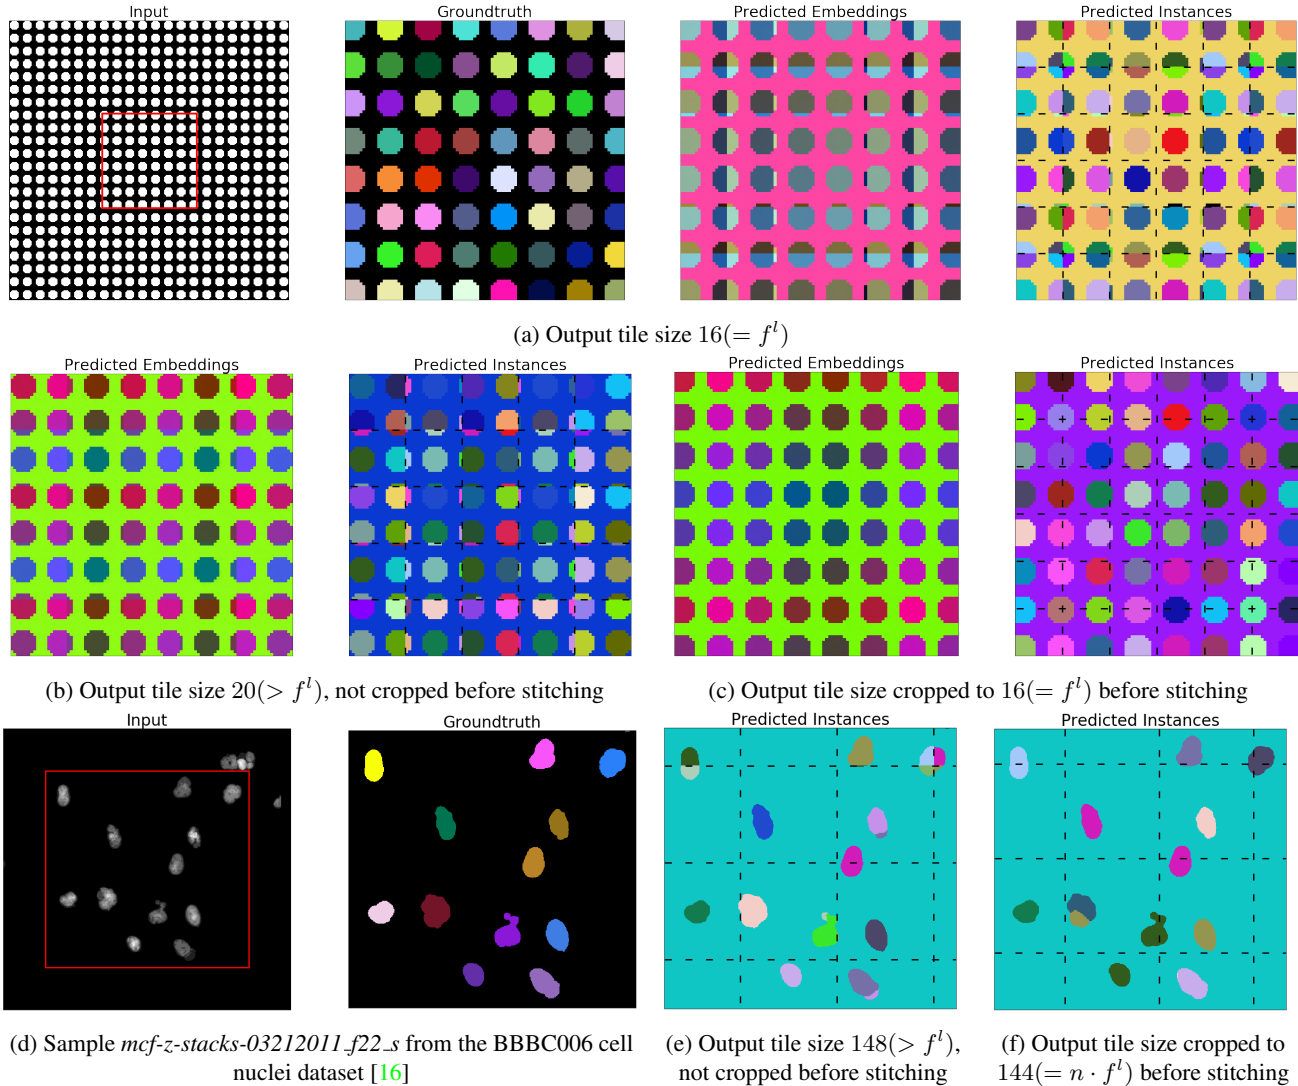 Input
Groundtruth
Predicted Embeddings
Predicted Instances
(a) Output tile size 16(= f^l)
Predicted Embeddings
Predicted Instances
Predicted Embeddings
Predicted Instances
(b) Output tile size 20(> f^l), not cropped before stitching
(c) Output tile size cropped to 16(= f^l) before stitching
Input
Groundtruth
Predicted Instances
Predicted Instances
(d) Sample mcf-z-stacks-03212011_f22_s from the BBBC006 cell
nuclei dataset [16]
(e) Output tile size 148(> f^l),
not cropped before stitching
(f) Output tile size cropped to
144(= n · f^l) before stitching